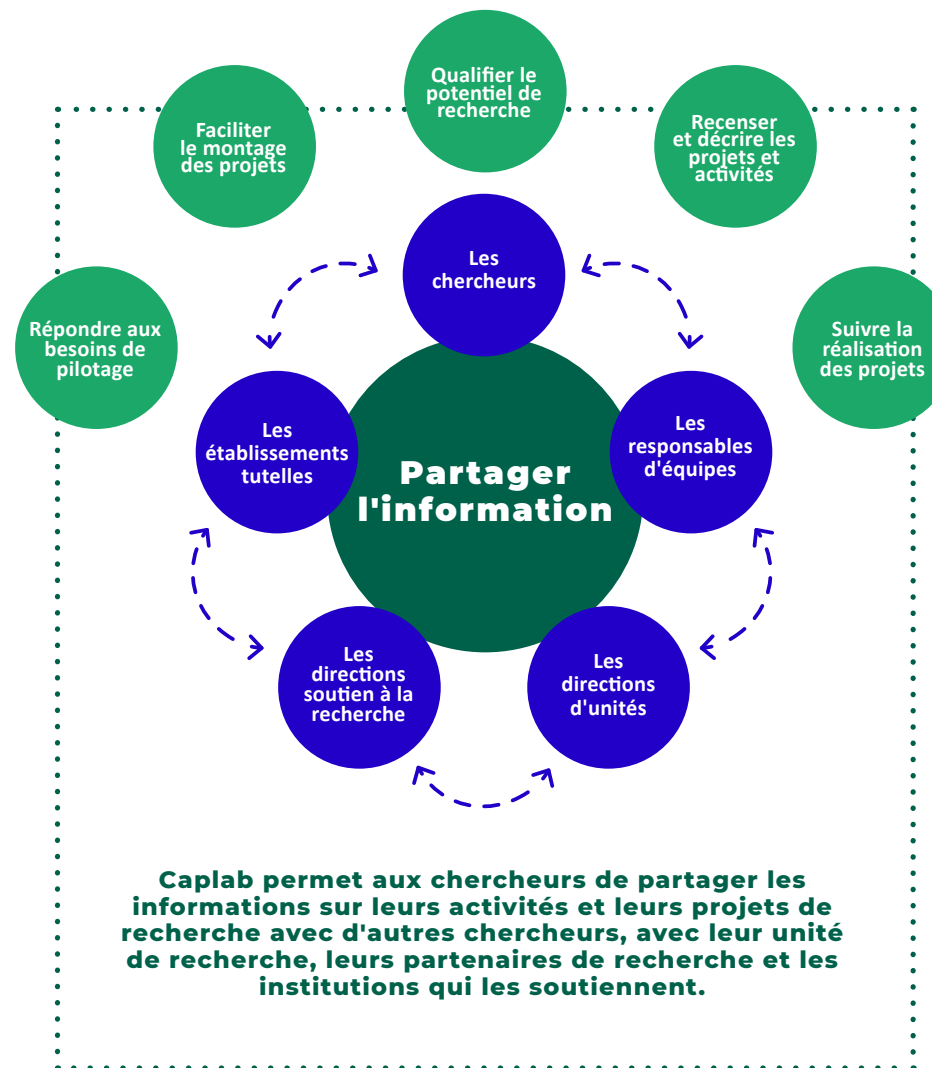 Qualifier le
potentiel de
recherche
Faciliter
le montage
des projets
Recenser
et décrire les
projets et
activités
Les
chercheurs
Répondre aux
besoins de
pilotage
Suivre la
réalisation
des projets
Les
établissements
tutelles
Les
responsables
d'équipes
Partager
l'information
Les
directions
soutien à la
recherche
Les
directions
d'unités
Caplab permet aux chercheurs de partager les
informations sur leurs activités et leurs projets de
recherche avec d'autres chercheurs, avec leur unité
de recherche, leurs partenaires de recherche et les
institutions qui les soutiennent.